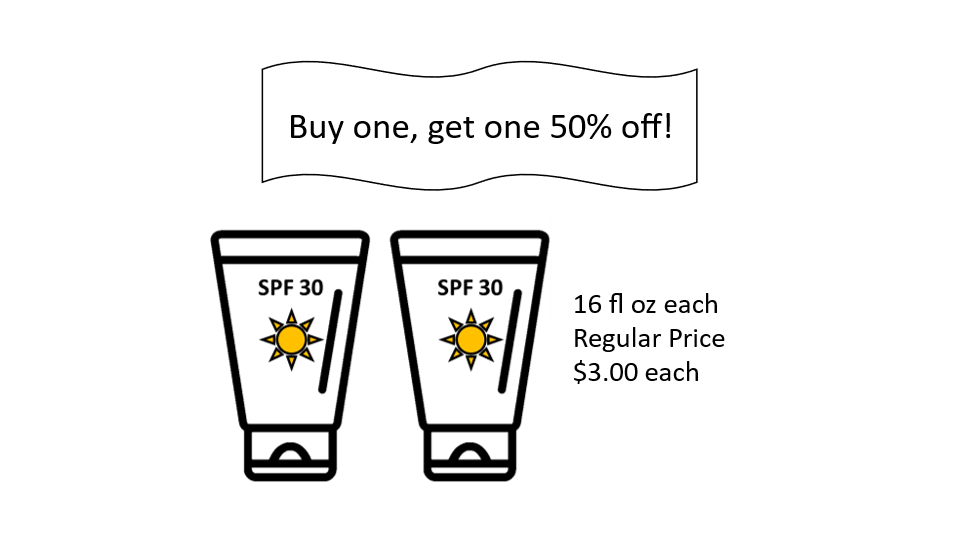 Buy one, get one 50% off!
SPF 30
SPF 30
16 fl oz each
Regular Price
$3.00 each